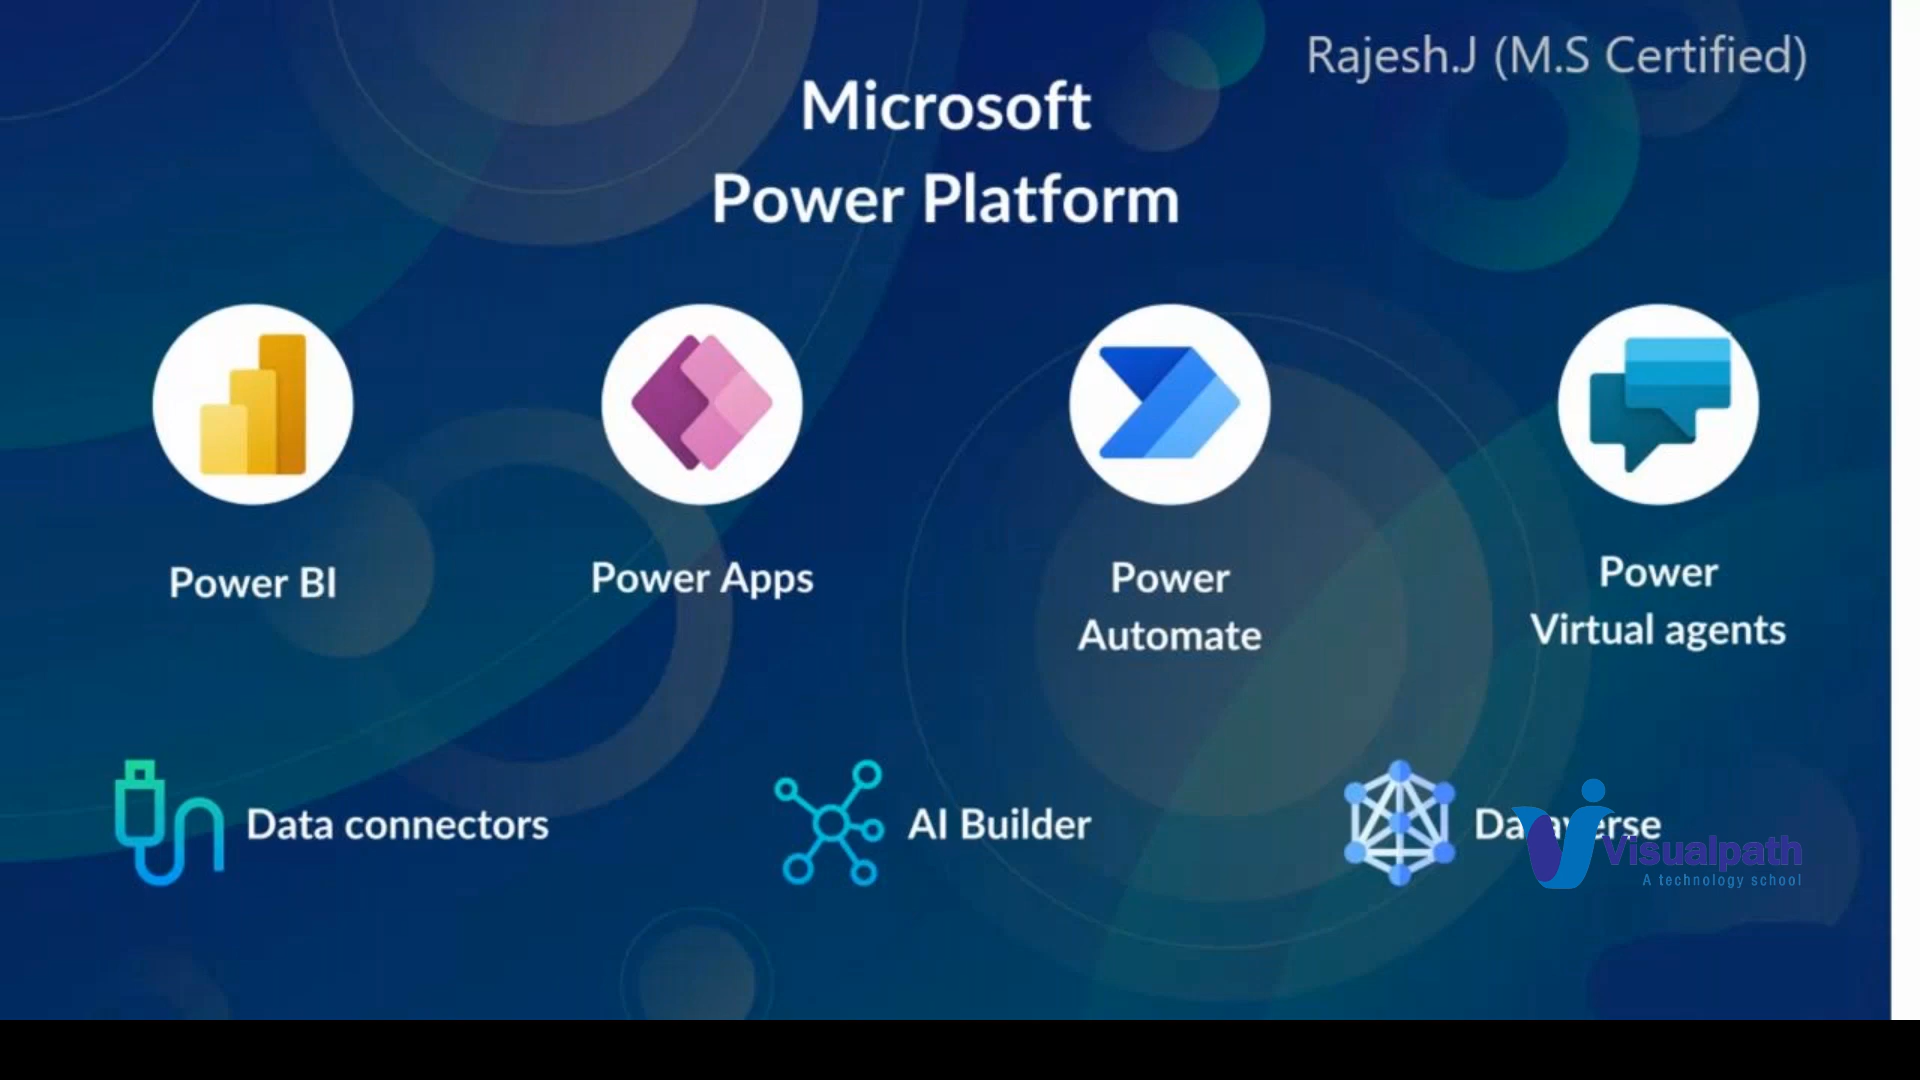 Rajesh.J (M.S Certified)
Microsoft
Power Platform
Power BI
Power Apps
Power
Automate
Power
Virtual agents
Data connectors
AI Builder
Dataverse
Visualpath
A technology school